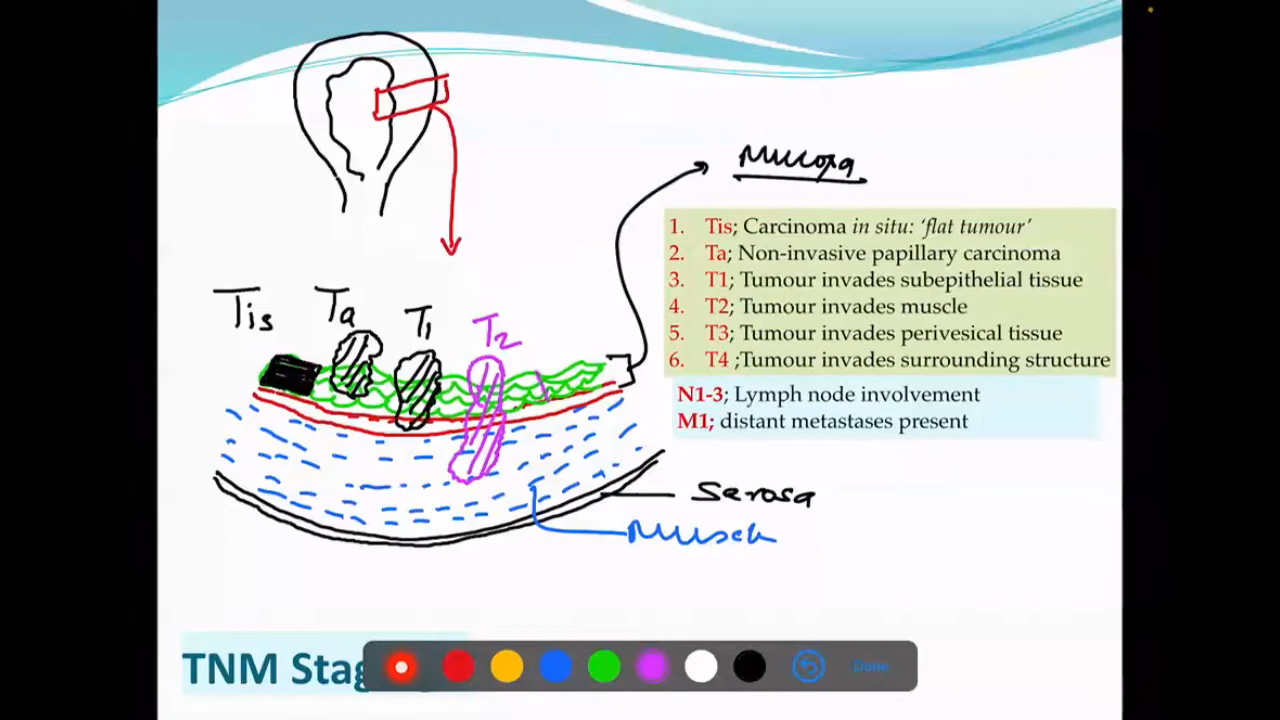 Mucosa
1. Tis; Carcinoma in situ: ‘flat tumour’
2. Ta; Non-invasive papillary carcinoma
3. T1; Tumour invades subepithelial tissue
4. T2; Tumour invades muscle
5. T3; Tumour invades perivesical tissue
6. T4 ;Tumour invades surrounding structure
N1-3; Lymph node involvement
M1; distant metastases present
Tis Ta T1 T2
Serosa
TNM
Done